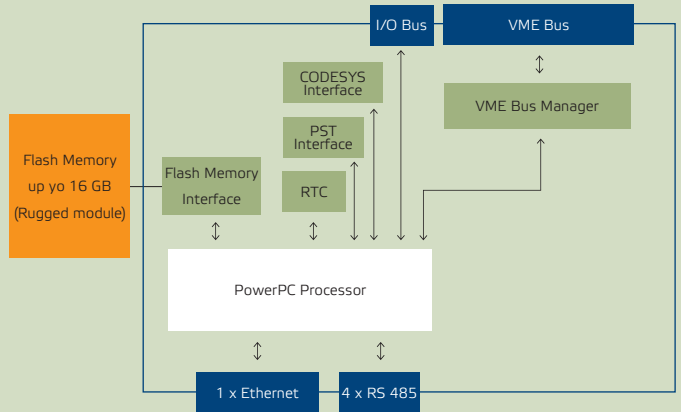 I/O Bus
VME Bus
CODESYS
Interface
VME Bus Manager
PST
Interface
Flash Memory
up yo 16 GB
(Rugged module)
Flash Memory
Interface
RTC
PowerPC Processor
1 x Ethernet
4 x RS 485